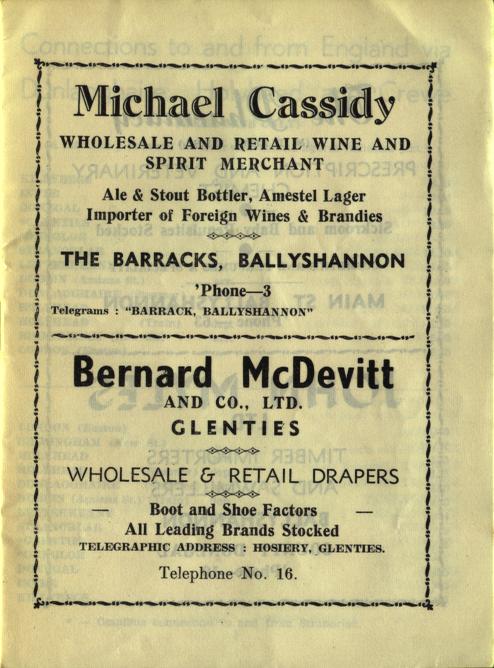 Michael Cassidy
WHOLESALE AND RETAIL WINE AND
SPIRIT MERCHANT
Ale & Stout Bottler, Amestel Lager
Importer of Foreign Wines & Brandies
THE BARRACKS, BALLYSHANNON
'Phone—3
Telegrams : "BARRACK, BALLYSHANNON"
Bernard McDevitt
AND CO., LTD.
GLENTIES
WHOLESALE & RETAIL DRAPERS
— Boot and Shoe Factors —
All Leading Brands Stocked
TELEGRAPHIC ADDRESS : HOSIERY, GLENTIES.
Telephone No. 16.